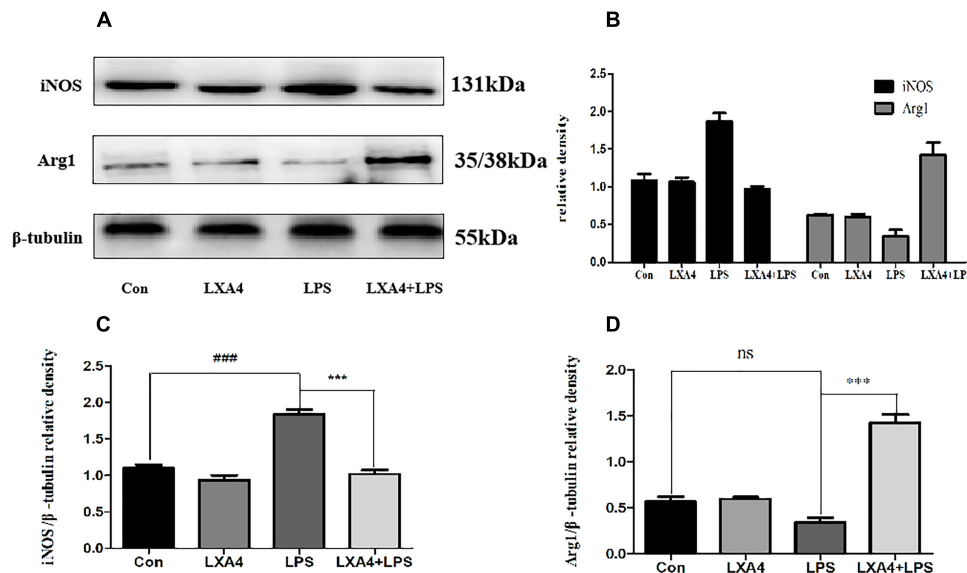 A
iNOS
131kDa
Arg1
35/38kDa
β-tubulin
55kDa
Con LXA4 LPS LXA4+LPS
B
relative density
2.5
2.0
1.5
1.0
0.5
0.0
iNOS
Arg1
Con LXA4 LPS LXA4+LPS Con LXA4 LPS LXA4+LP
C
iNOS/β -tubulin relative density
2.5
2.0
1.5
1.0
0.5
0.0
###
***
Con LXA4 LPS LXA4+LPS
D
Arg1/β -tubulin relative density
2.0
1.5
1.0
0.5
0.0
ns
***
Con LXA4 LPS LXA4+LPS